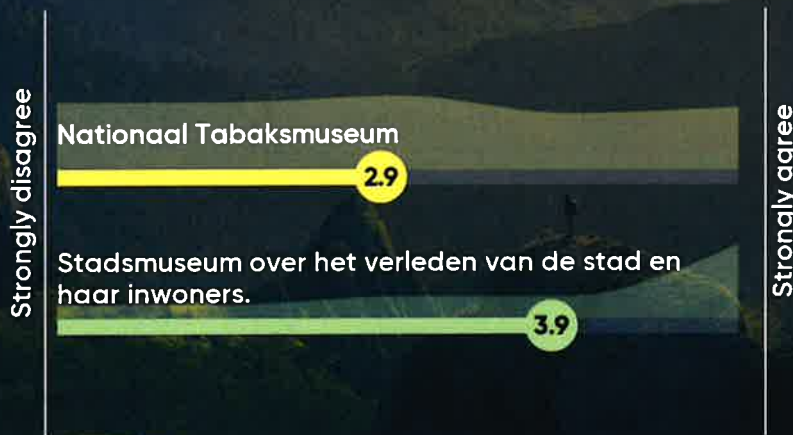 Strongly disagree
Nationaal Tabaksmuseum
2.9
Stadsmuseum over het verleden van de stad en
haar inwoners.
3.9
Strongly agree